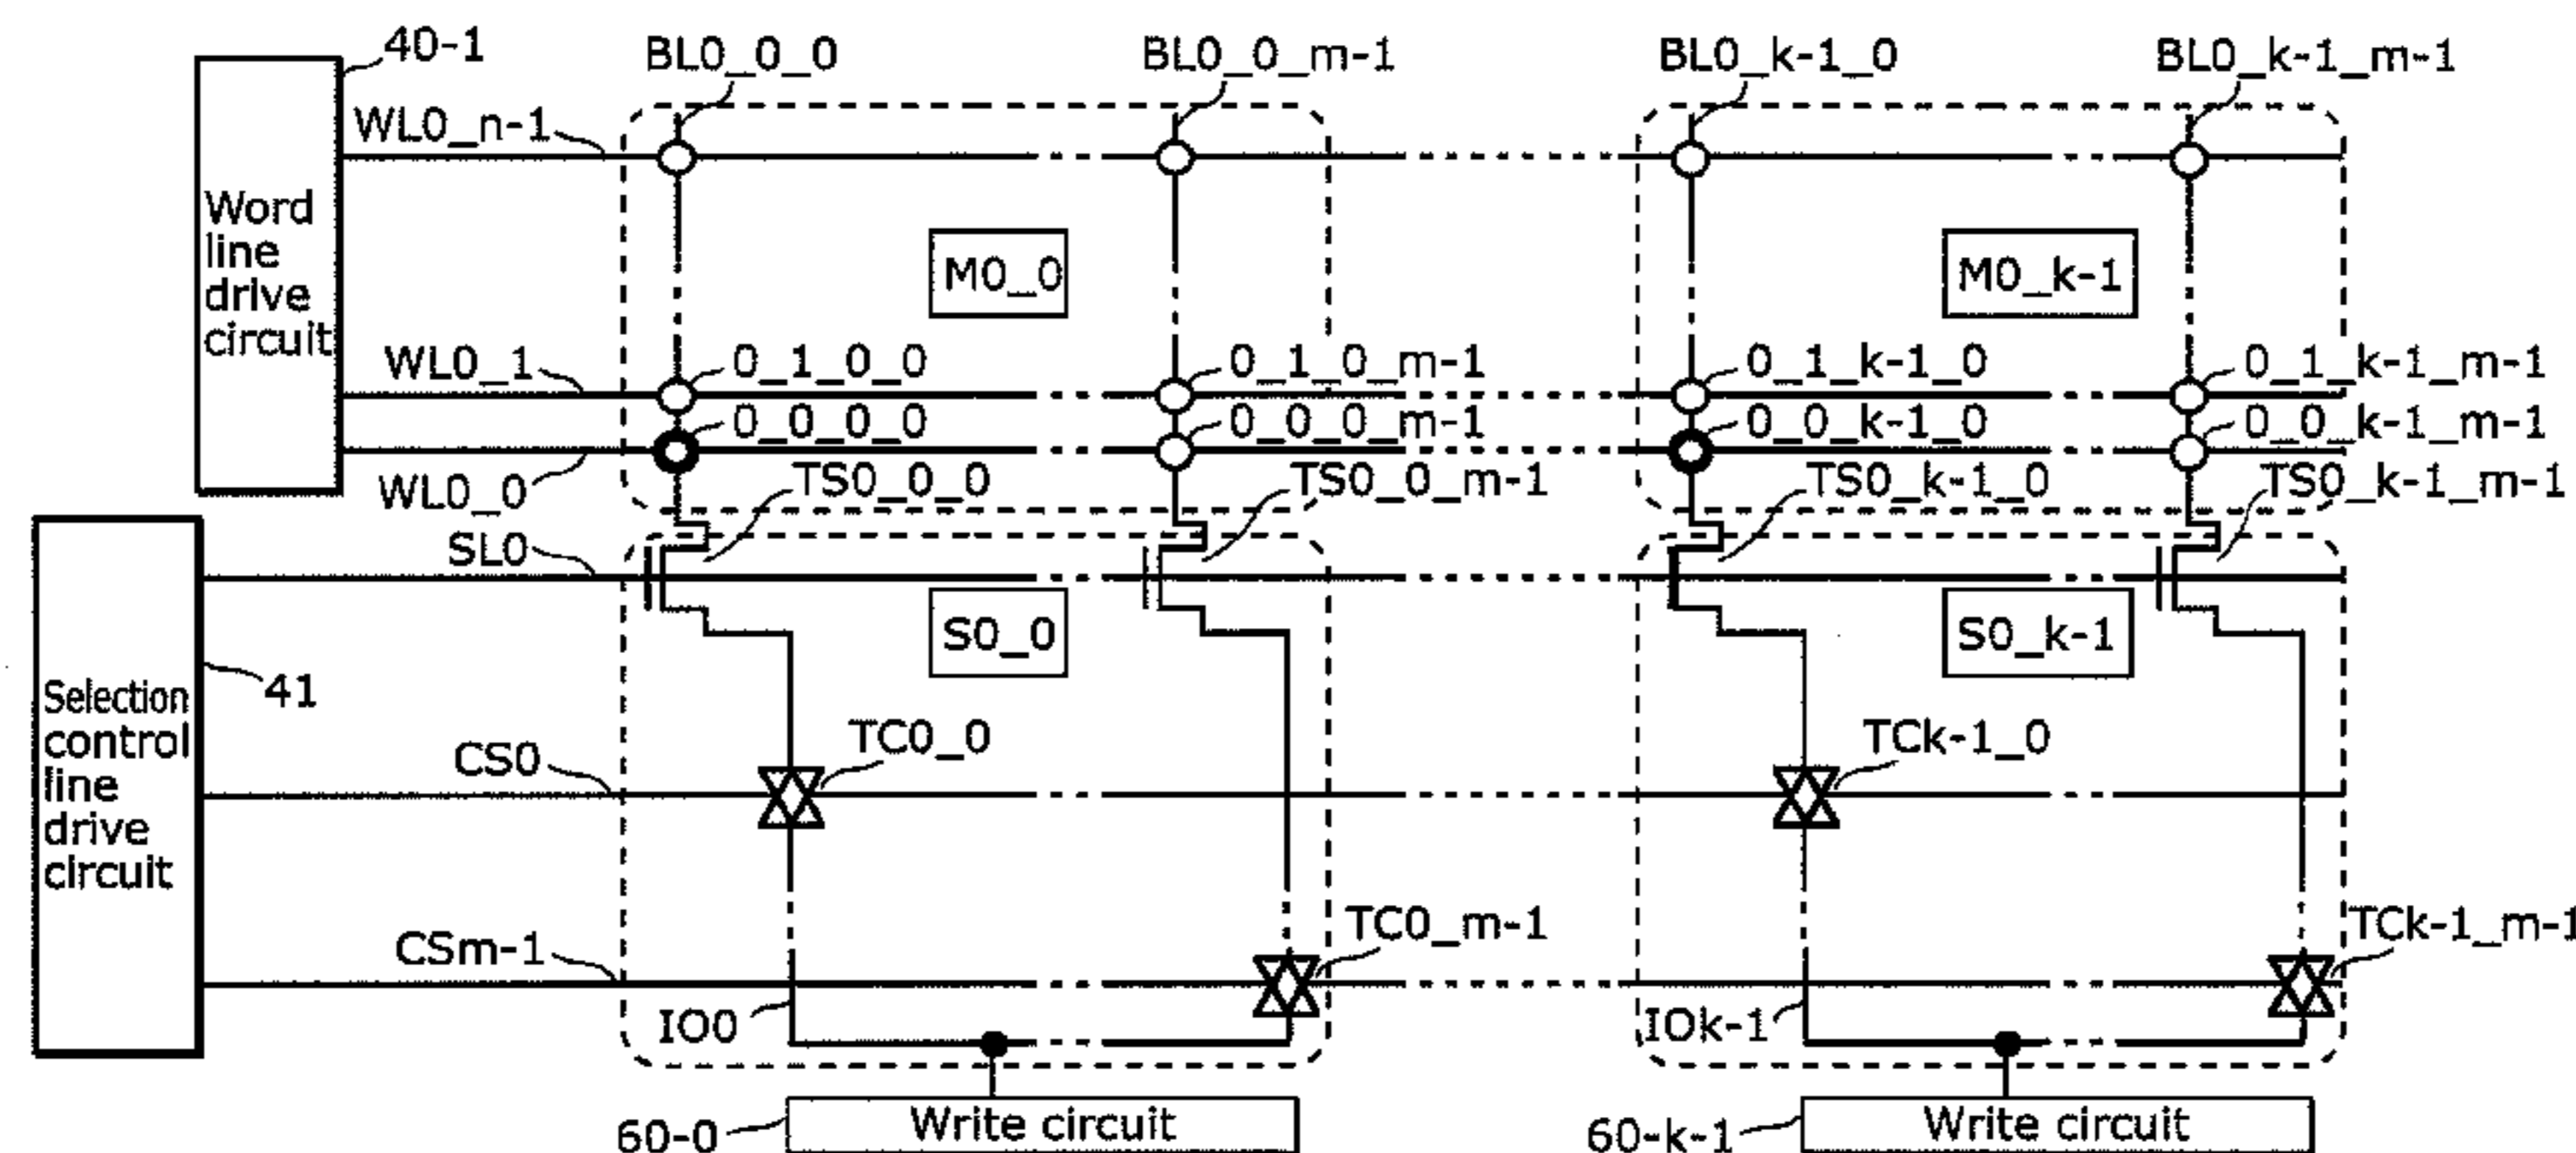 40-1
BL0_0_0
BL0_0_m-1
BL0_k-1_0
BL0_k-1_m-1
WL0_n-1
Word
line
drive
circuit
M0_0
M0_k-1
WL0_1
0_1_0_0
0_1_0_m-1
0_1_k-1_0
0_1_k-1_m-1
0_0_0_0
0_0_0_m-1
0_0_k-1_0
0_0_k-1_m-1
WL0_0
TS0_0_0
TS0_0_m-1
TS0_k-1_0
TS0_k-1_m-1
SL0
S0_0
S0_k-1
41
Selection
control
line
drive
circuit
CS0
TC0_0
TCk-1_0
CSm-1
TC0_m-1
TCk-1_m-1
IO0
IOk-1
60-0
Write circuit
60-k-1
Write circuit